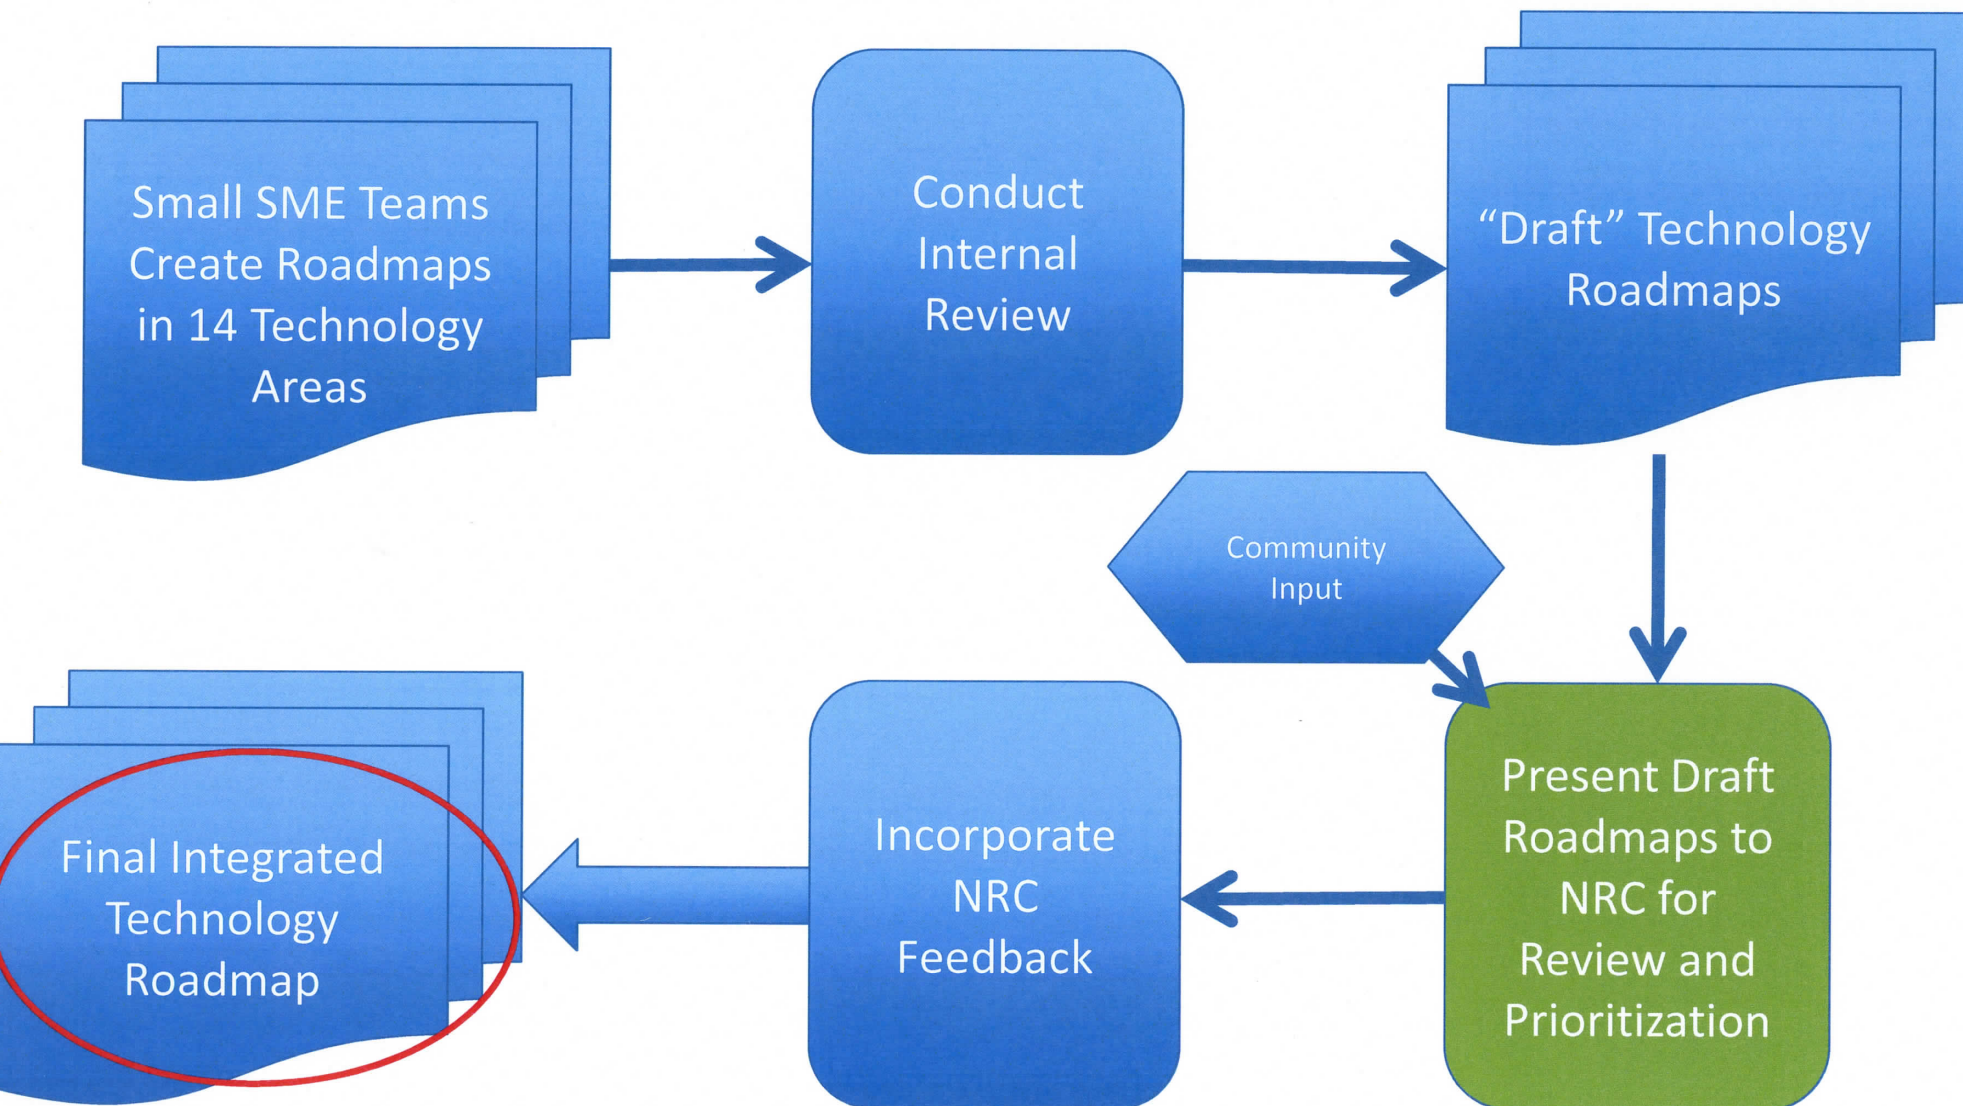 Small SME Teams
Create Roadmaps
in 14 Technology
Areas
Conduct
Internal
Review
“Draft” Technology
Roadmaps
Community
Input
Present Draft
Roadmaps to
NRC for
Review and
Prioritization
Incorporate
NRC
Feedback
Final Integrated
Technology
Roadmap